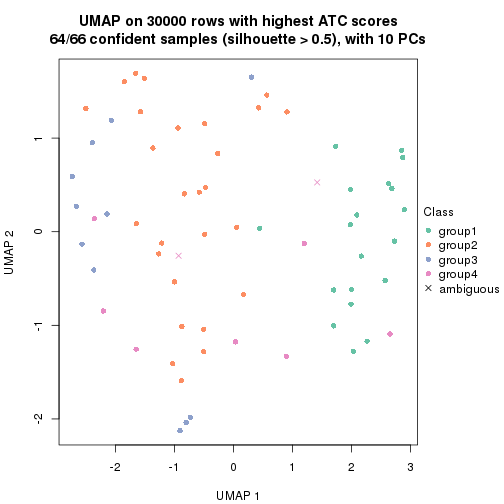 UMAP on 30000 rows with highest ATC scores
64/66 confident samples (silhouette > 0.5), with 10 PCs
1
0
-1
-2
UMAP 2
-2
-1
0
1
2
3
UMAP 1
Class
group1
group2
group3
group4
ambiguous